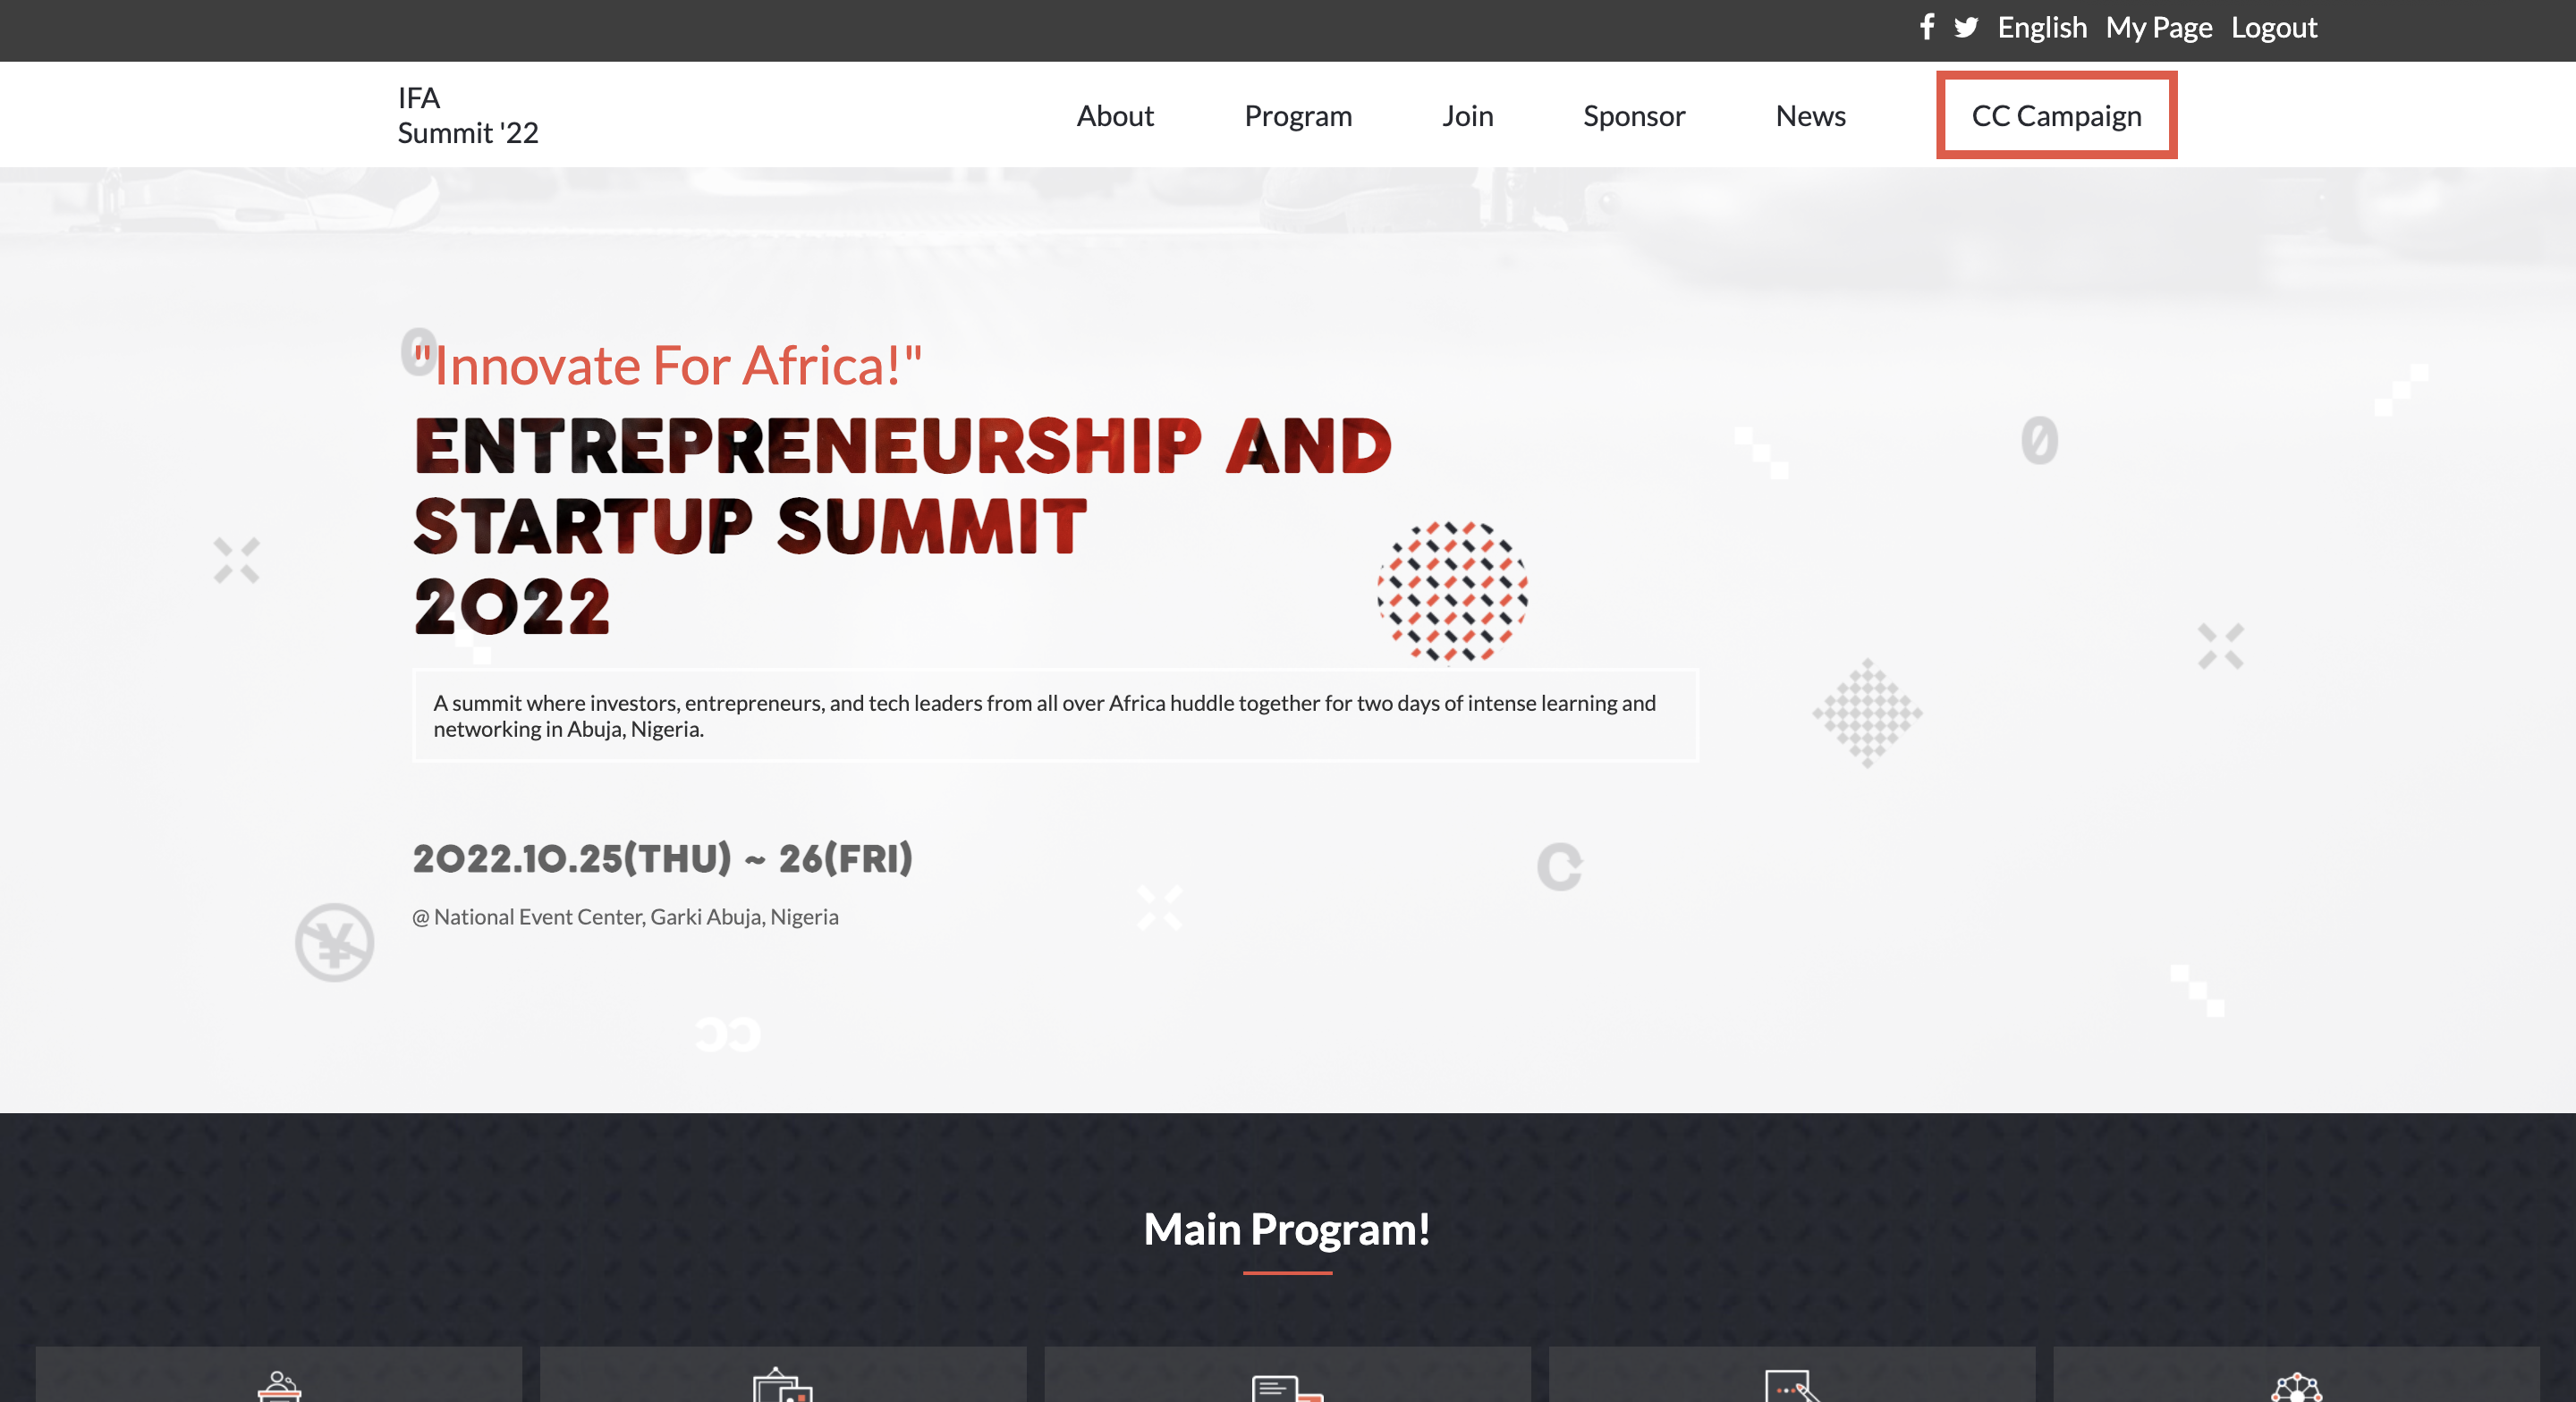 English My Page Logout
IFA
Summit '22
About Program Join Sponsor News CC Campaign
"Innovate For Africa!"
ENTREPRENEURSHIP AND
STARTUP SUMMIT
2022
A summit where investors, entrepreneurs, and tech leaders from all over Africa huddle together for two days of intense learning and
networking in Abuja, Nigeria.
2022.10.25(THU) ~ 26(FRI)
@ National Event Center, Garki Abuja, Nigeria
Main Program!